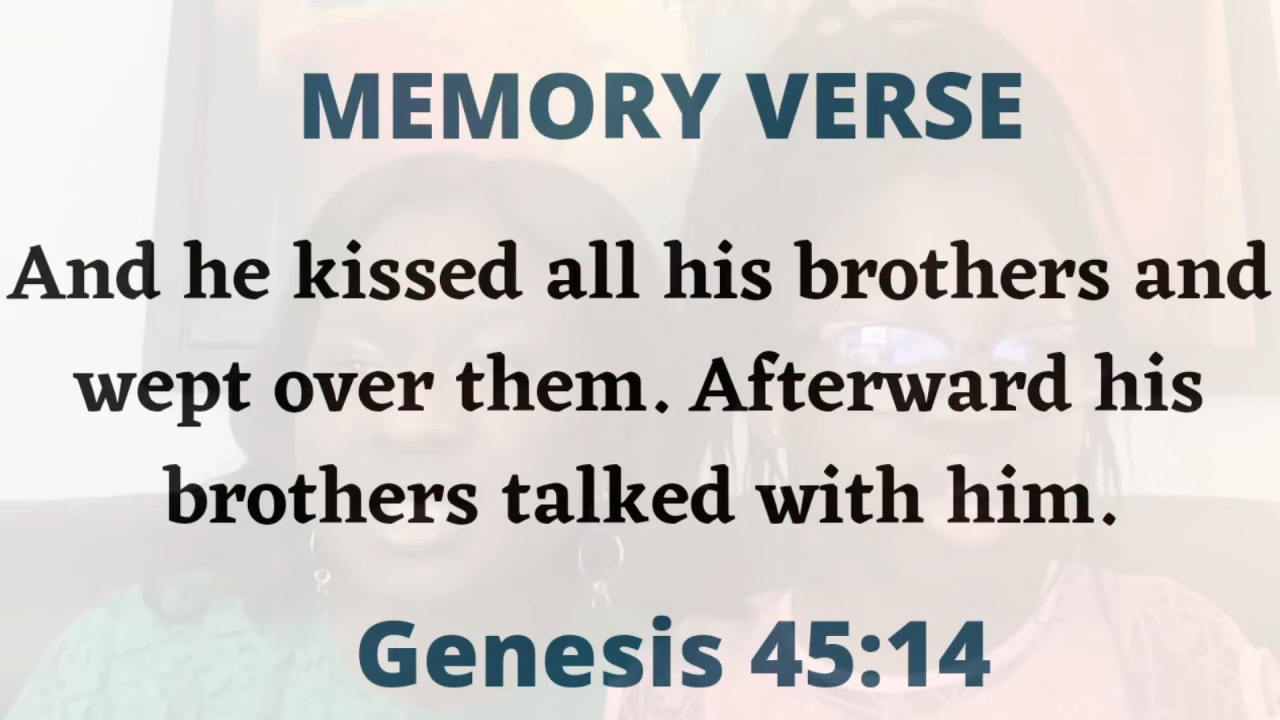 MEMORY VERSE
And he kissed all his brothers and
wept over them. Afterward his
brothers talked with him.
Genesis 45:14